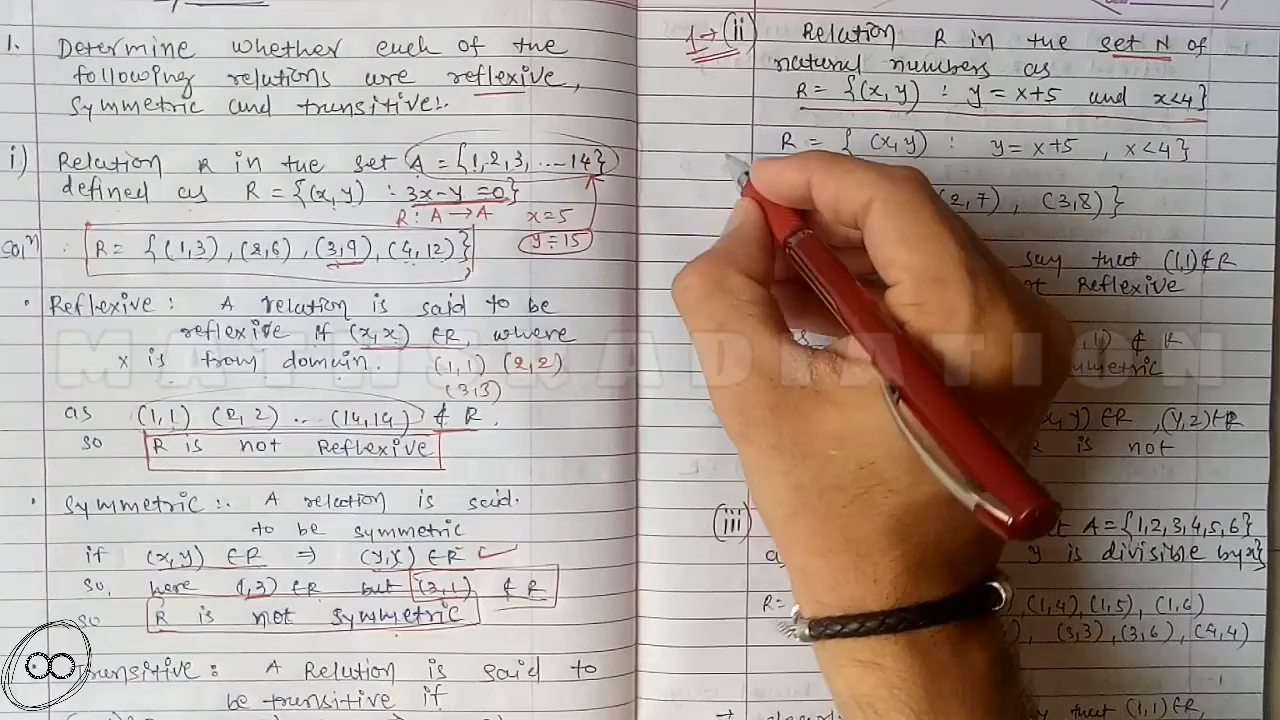 1. Determine whether each of the
following relations are reflexive,
symmetric and transitive:.
i) Relation R in the set A = {1,2,3, ....14}
defined as R = {(x,y) : 3x-y =0}
R : A → A x=5
y=15
solⁿ : R = {(1,3) , (2,6) , (3,9), (4,12)}
· Reflexive: A relation is said to be
reflexive if (x,x) ∈R, where
x is from domain. (1,1) (2,2)
(3,3)
as (1,1) (2,2) ... (14,14) ∉ R.
so R is not Reflexive
· Symmetric :. A relation is said.
to be symmetric
if (x,y) ∈R ⇒ (y,x) ∈R
so, here (1,3) ∈R but (3,1) ∉ R
so R is not symmetric
Transitive: A Relation is said to
be transitive if
1→(ii) Relation R in the set N of
natural numbers as
R = {(x,y) : y = x+5 and x<4}
R = { (x,y) : y = x+5 , x<4}
(2,7) , (3,8)}
say that (1,1)∉R
not Reflexive
∉ R
(x,y) ∈R ,(y,z)∈R
R is not
(iii) A={1,2,3,4,5,6}
y is divisible by x}
R= (1,4),(1,5), (1,6)
(3,3),(3,6), (4,4)
say that (1,1)∈R,
MATHS RADIATION